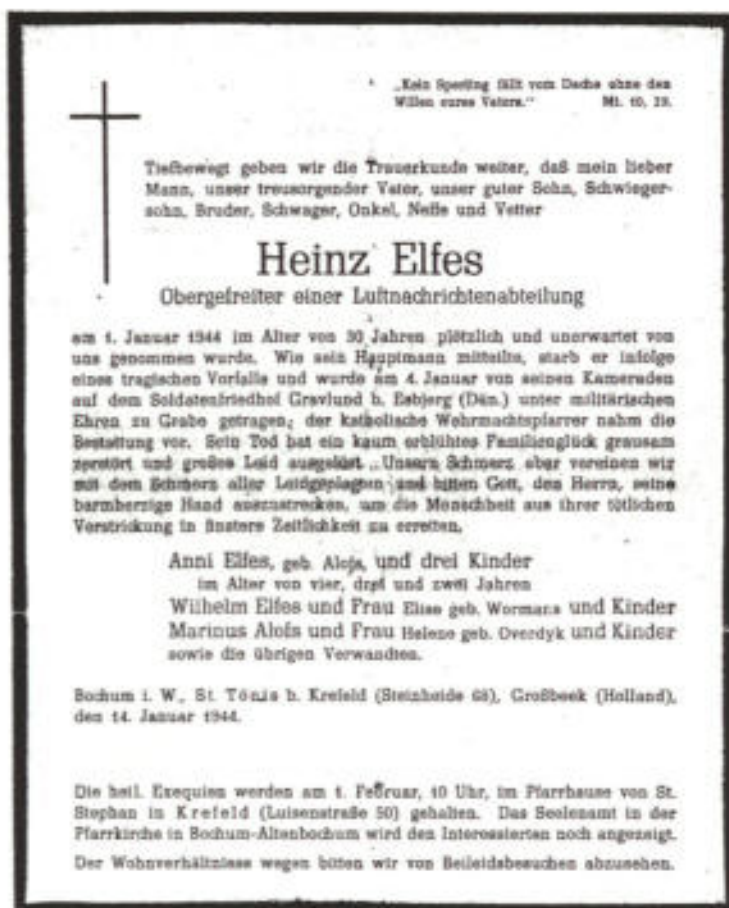 „Kein Sperling fällt vom Dache ohne den
Willen eures Vaters.“ Mt. 10, 29.
Tiefbewegt geben wir die Trauerkunde weiter, daß mein lieber
Mann, unser treusorgender Vater, unser guter Sohn, Schwieger-
sohn, Bruder, Schwager, Onkel, Neffe und Vetter
Heinz Elfes
Obergefreiter einer Luftnachrichtenabteilung
am 1. Januar 1944 im Alter von 30 Jahren plötzlich und unerwartet von
uns genommen wurde. Wie sein Hauptmann mitteilte, starb er infolge
eines tragischen Vorfalls und wurde am 4. Januar von seinen Kameraden
auf dem Soldatenfriedhof Gravlund b. Esbjerg (Dän.) unter militärischen
Ehren zu Grabe getragen; der katholische Wehrmachtspfarrer nahm die
Bestattung vor. Sein Tod hat ein kaum erblühtes Familienglück grausam
zerstört und großes Leid ausgelöst. Unsern Schmerz aber vereinen wir
mit dem Schmerz aller Leidgeplagten und bitten Gott, den Herrn, seine
barmherzige Hand auszustrecken, um die Menschheit aus ihrer tötlichen
Verstrickung in finstere Zeitlichkeit zu erretten.
Anni Elfes, geb. Alofs, und drei Kinder
im Alter von vier, drei und zwei Jahren
Wilhelm Elfes und Frau Elise geb. Wormans und Kinder
Marinus Alofs und Frau Helene geb. Overdyk und Kinder
sowie die übrigen Verwandten.
Bochum i. W., St. Tönis b. Krefeld (Steinheide 68), Großbeek (Holland),
den 14. Januar 1944.
Die heil. Exequien werden am 1. Februar, 10 Uhr, im Pfarrhause von St.
Stephan in Krefeld (Luisenstraße 50) gehalten. Das Seelenamt in der
Pfarrkirche in Bochum-Altenbochum wird den Interessierten noch angezeigt.
Der Wohnverhältnisse wegen bitten wir von Beileidsbesuchen abzusehen.